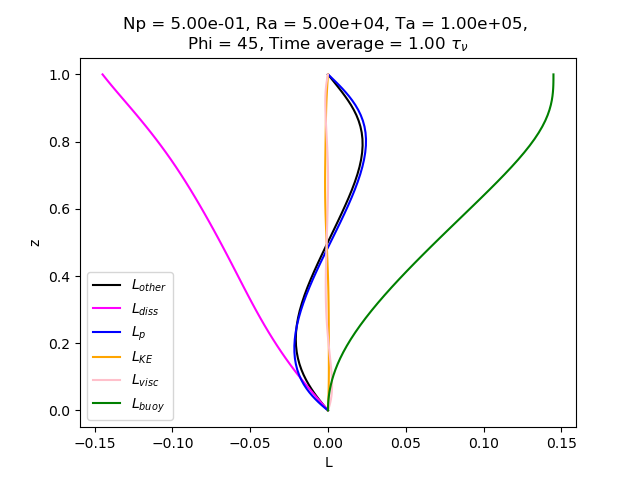 Np = 5.00e-01, Ra = 5.00e+04, Ta = 1.00e+05,
Phi = 45, Time average = 1.00 τ_ν
1.0
0.8
z
0.6
0.4
0.2
0.0
L_other
L_diss
L_p
L_KE
L_visc
L_buoy
−0.15 −0.10 −0.05 0.00 0.05 0.10 0.15
L